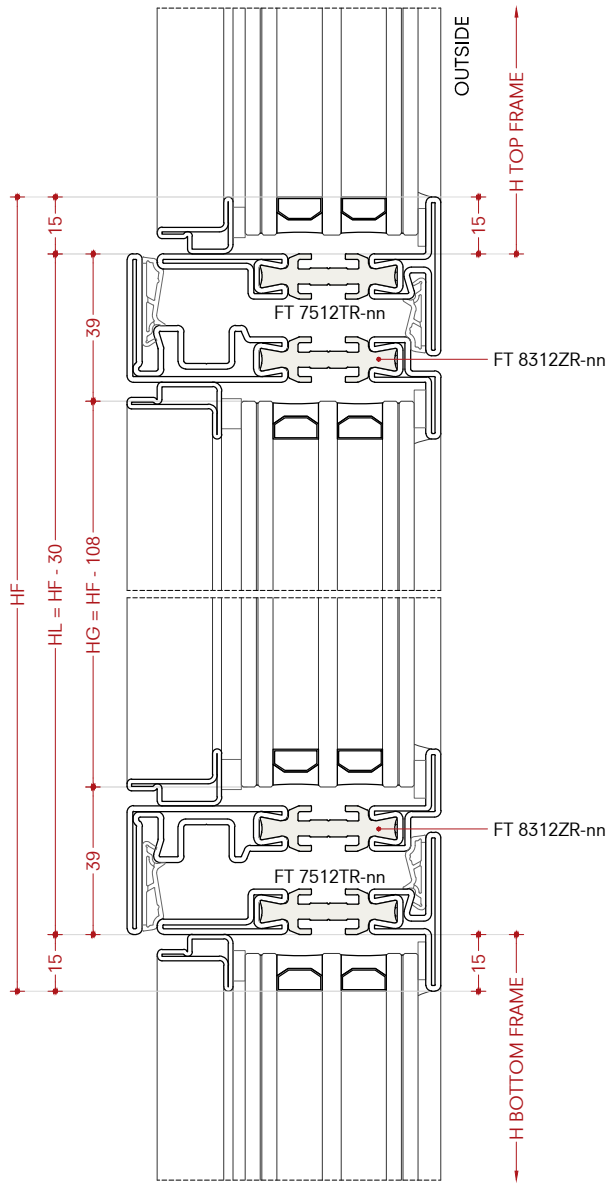 OUTSIDE
H TOP FRAME
15
15
FT 7512TR-nn
39
FT 8312ZR-nn
HF
HL = HF - 30
HG = HF - 108
FT 8312ZR-nn
39
FT 7512TR-nn
15
15
H BOTTOM FRAME